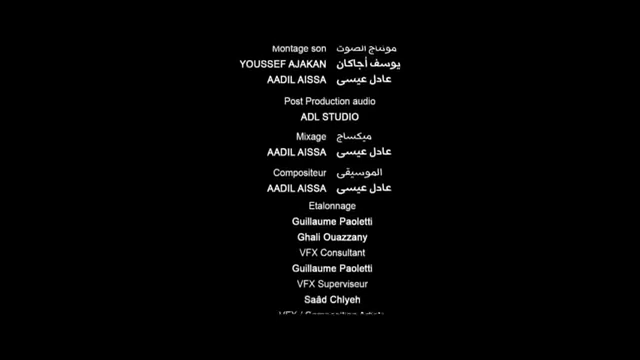 Montage son مونتاج الصوت
YOUSSEF AJAKAN يوسف أجاكان
AADIL AISSA عادل عيسى
Post Production audio
ADL STUDIO
Mixage ميكساج
AADIL AISSA عادل عيسى
Compositeur الموسيقى
AADIL AISSA عادل عيسى
Etalonnage
Guillaume Paoletti
Ghali Ouazzany
VFX Consultant
Guillaume Paoletti
VFX Superviseur
Saâd Chiyeh
VFX / Composition